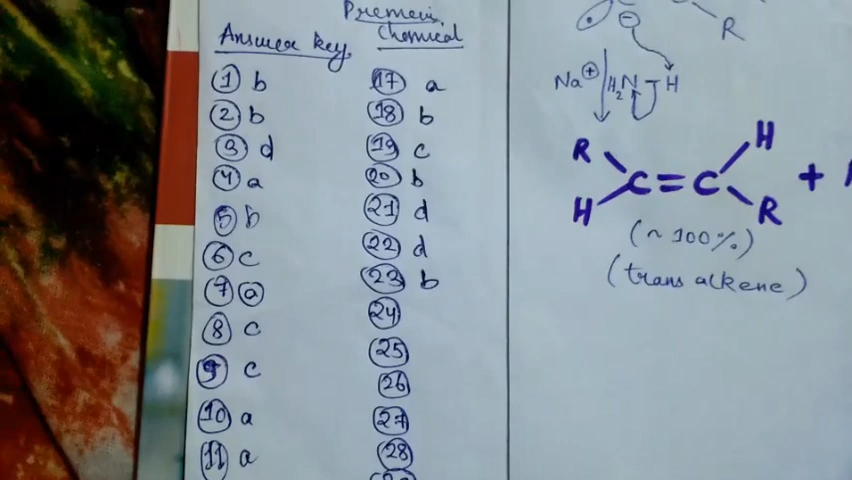 Answer key Chemical
1 b
2 b
3 d
4 a
5 b
6 c
7 a
8 c
9 c
10 a
11 a
17 a
18 b
19 c
20 b
21 d
22 d
23 b
24
25
26
27
28
R
Na⊕ H₂N H
R H
C=C +
H R
(~100%)
(trans alkene)